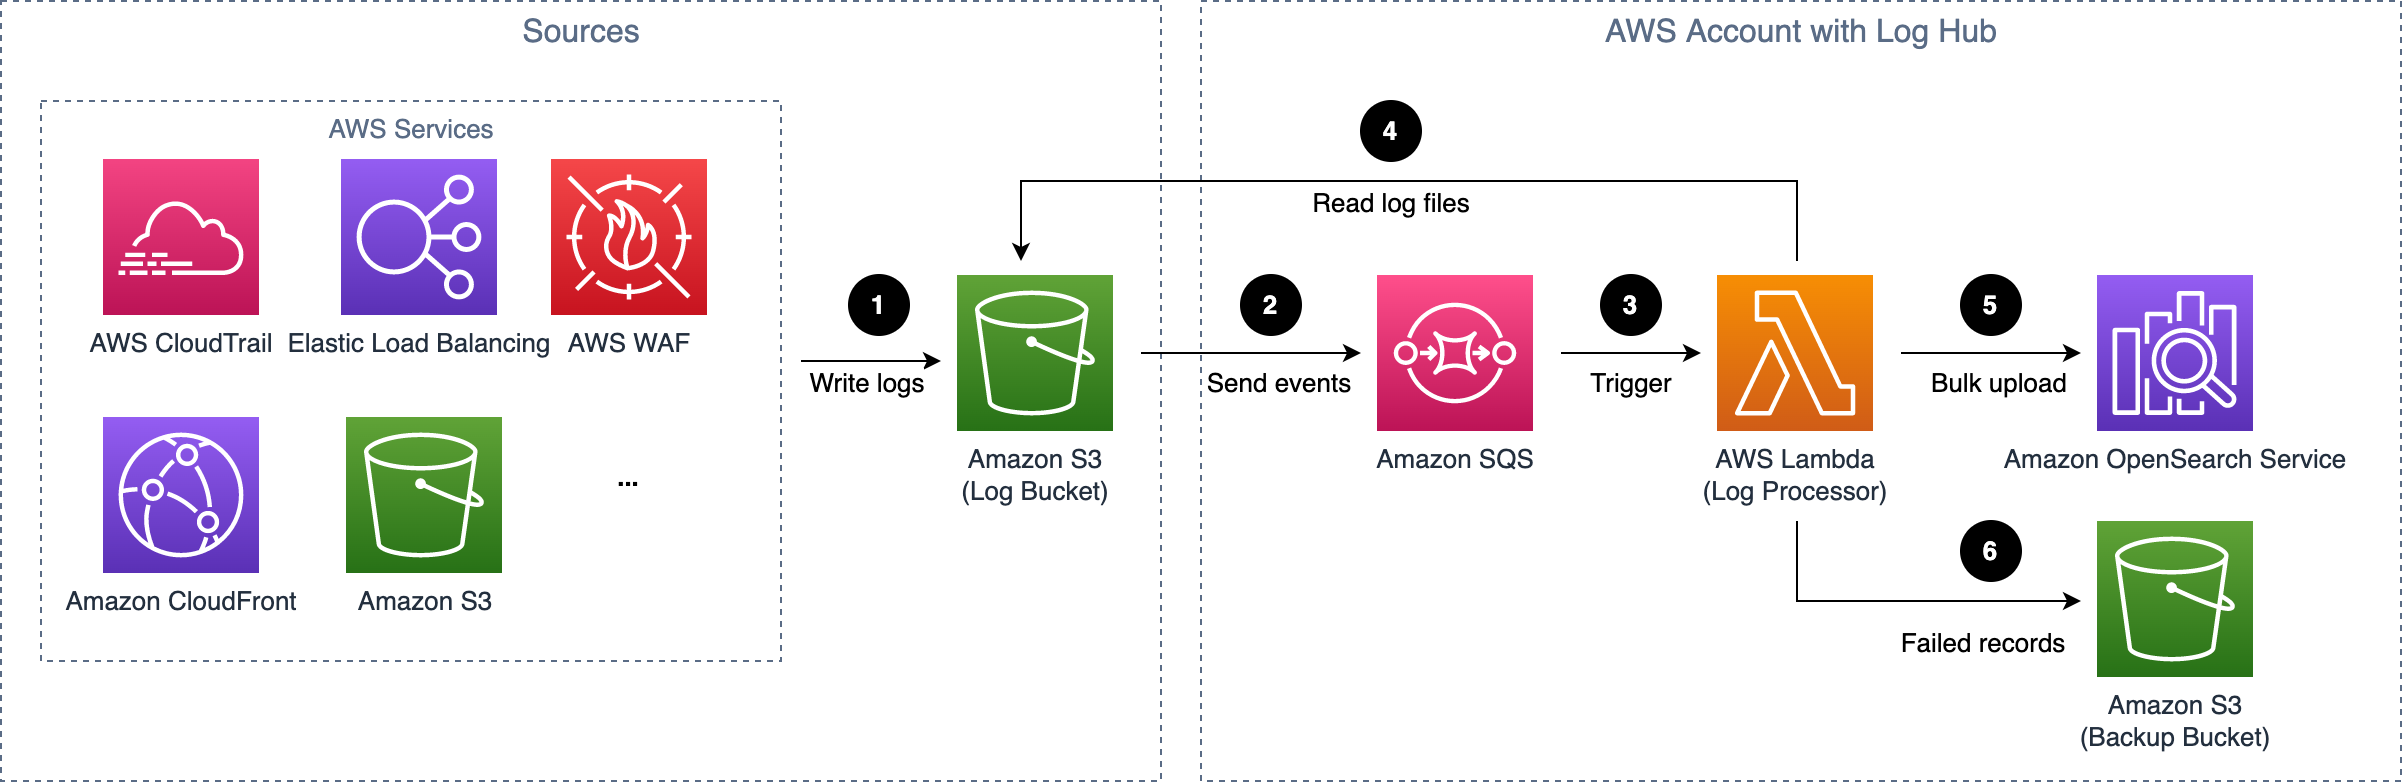 Sources
AWS Services
AWS CloudTrail
Elastic Load Balancing
AWS WAF
Amazon CloudFront
Amazon S3
...
1
Write logs
Amazon S3
(Log Bucket)
AWS Account with Log Hub
4
Read log files
2
Send events
Amazon SQS
3
Trigger
AWS Lambda
(Log Processor)
5
Bulk upload
Amazon OpenSearch Service
6
Failed records
Amazon S3
(Backup Bucket)